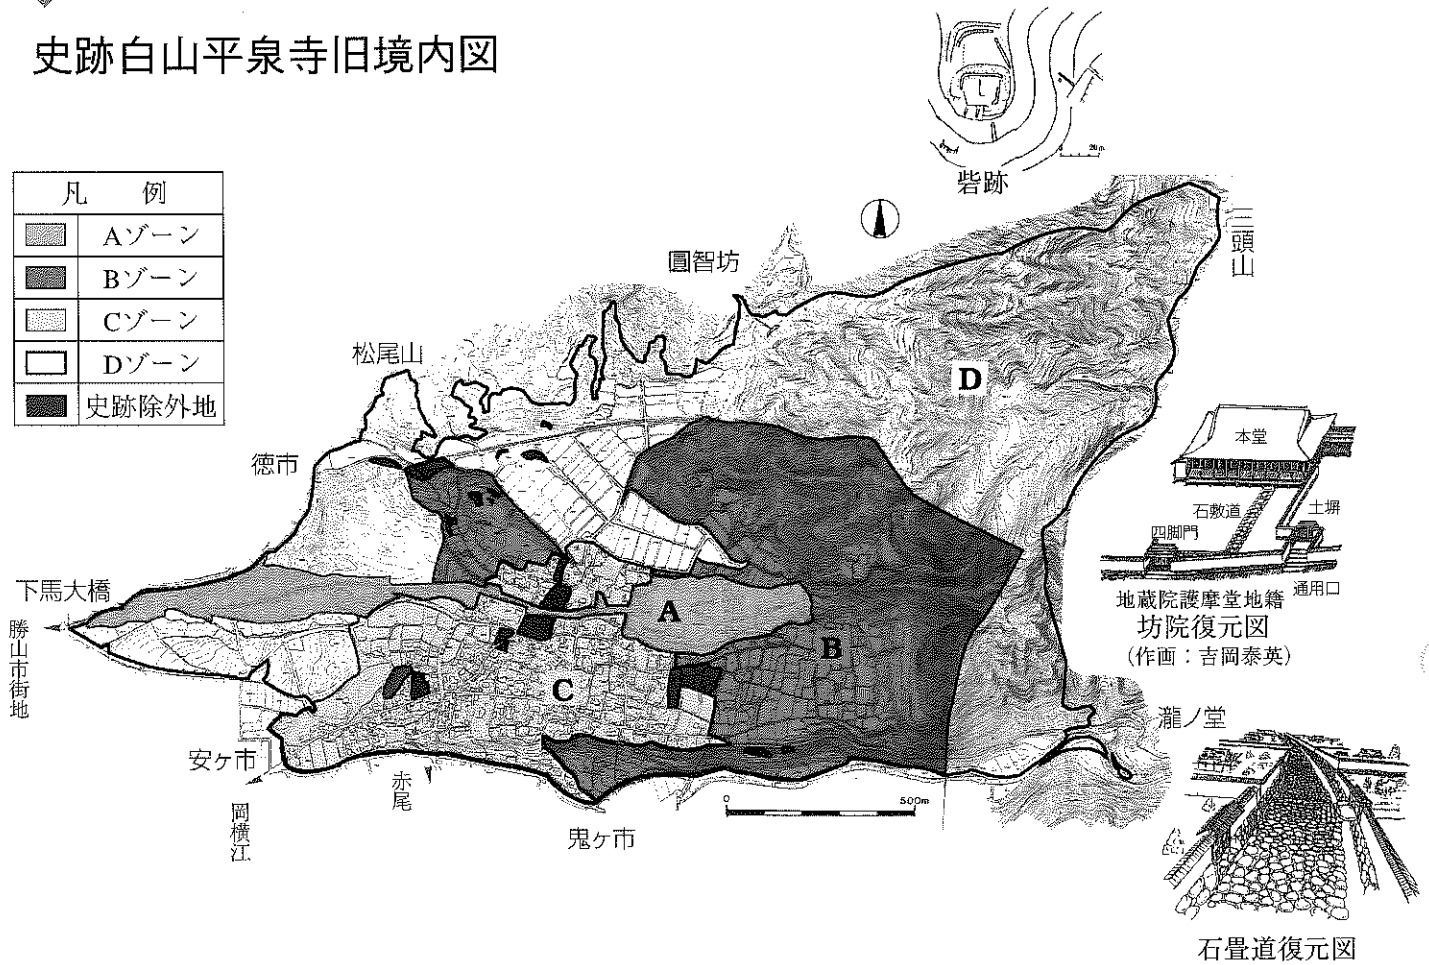 史跡白山平泉寺旧境内図
凡 例
Aゾーン
Bゾーン
Cゾーン
Dゾーン
史跡除外地
20m
砦跡
三頭山
圓智坊
松尾山
徳市
下馬大橋
勝山市街地
安ヶ市
岡横江
赤尾
鬼ヶ市
0 500m
瀧ノ堂
A
B
C
D
本堂
石敷道
土塀
四脚門
通用口
地蔵院護摩堂地籍
坊院復元図
(作画：吉岡泰英)
石畳道復元図